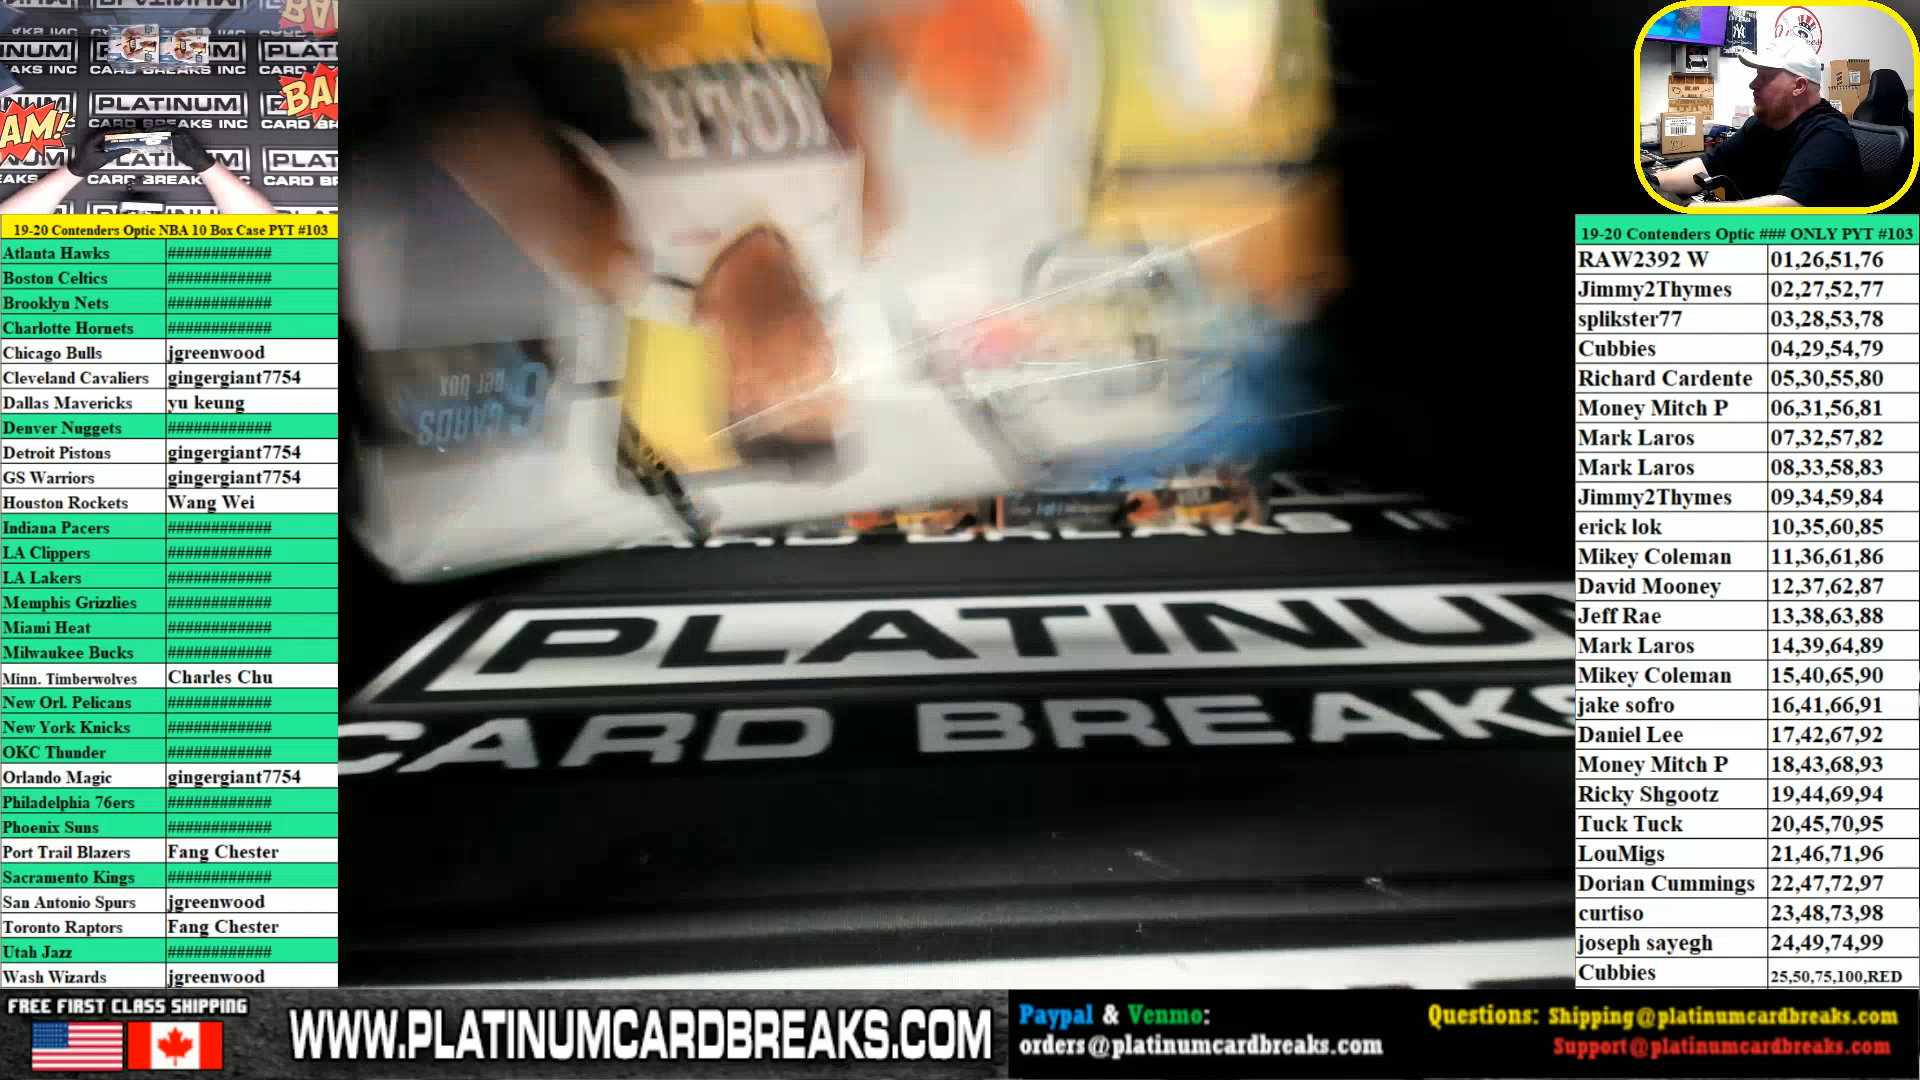 19-20 Contenders Optic NBA 10 Box Case PYT #103
Atlanta Hawks ############
Boston Celtics ############
Brooklyn Nets ############
Charlotte Hornets ############
Chicago Bulls jgreenwood
Cleveland Cavaliers gingergiant7754
Dallas Mavericks yu keung
Denver Nuggets ############
Detroit Pistons gingergiant7754
GS Warriors gingergiant7754
Houston Rockets Wang Wei
Indiana Pacers ############
LA Clippers ############
LA Lakers ############
Memphis Grizzlies ############
Miami Heat ############
Milwaukee Bucks ############
Minn. Timberwolves Charles Chu
New Orl. Pelicans ############
New York Knicks ############
OKC Thunder ############
Orlando Magic gingergiant7754
Philadelphia 76ers ############
Phoenix Suns ############
Port Trail Blazers Fang Chester
Sacramento Kings ############
San Antonio Spurs jgreenwood
Toronto Raptors Fang Chester
Utah Jazz ############
Wash Wizards jgreenwood
PLATINUM
CARD BREAKS
19-20 Contenders Optic ### ONLY PYT #103
RAW2392 W 01,26,51,76
Jimmy2Thymes 02,27,52,77
splikster77 03,28,53,78
Cubbies 04,29,54,79
Richard Cardente 05,30,55,80
Money Mitch P 06,31,56,81
Mark Laros 07,32,57,82
Mark Laros 08,33,58,83
Jimmy2Thymes 09,34,59,84
erick lok 10,35,60,85
Mikey Coleman 11,36,61,86
David Mooney 12,37,62,87
Jeff Rae 13,38,63,88
Mark Laros 14,39,64,89
Mikey Coleman 15,40,65,90
jake sofro 16,41,66,91
Daniel Lee 17,42,67,92
Money Mitch P 18,43,68,93
Ricky Shgootz 19,44,69,94
Tuck Tuck 20,45,70,95
LouMigs 21,46,71,96
Dorian Cummings 22,47,72,97
curtiso 23,48,73,98
joseph sayegh 24,49,74,99
Cubbies 25,50,75,100,RED
FREE FIRST CLASS SHIPPING
WWW.PLATINUMCARDBREAKS.COM
Paypal & Venmo:
orders@platinumcardbreaks.com
Questions: Shipping@platinumcardbreaks.com
Support@platinumcardbreaks.com